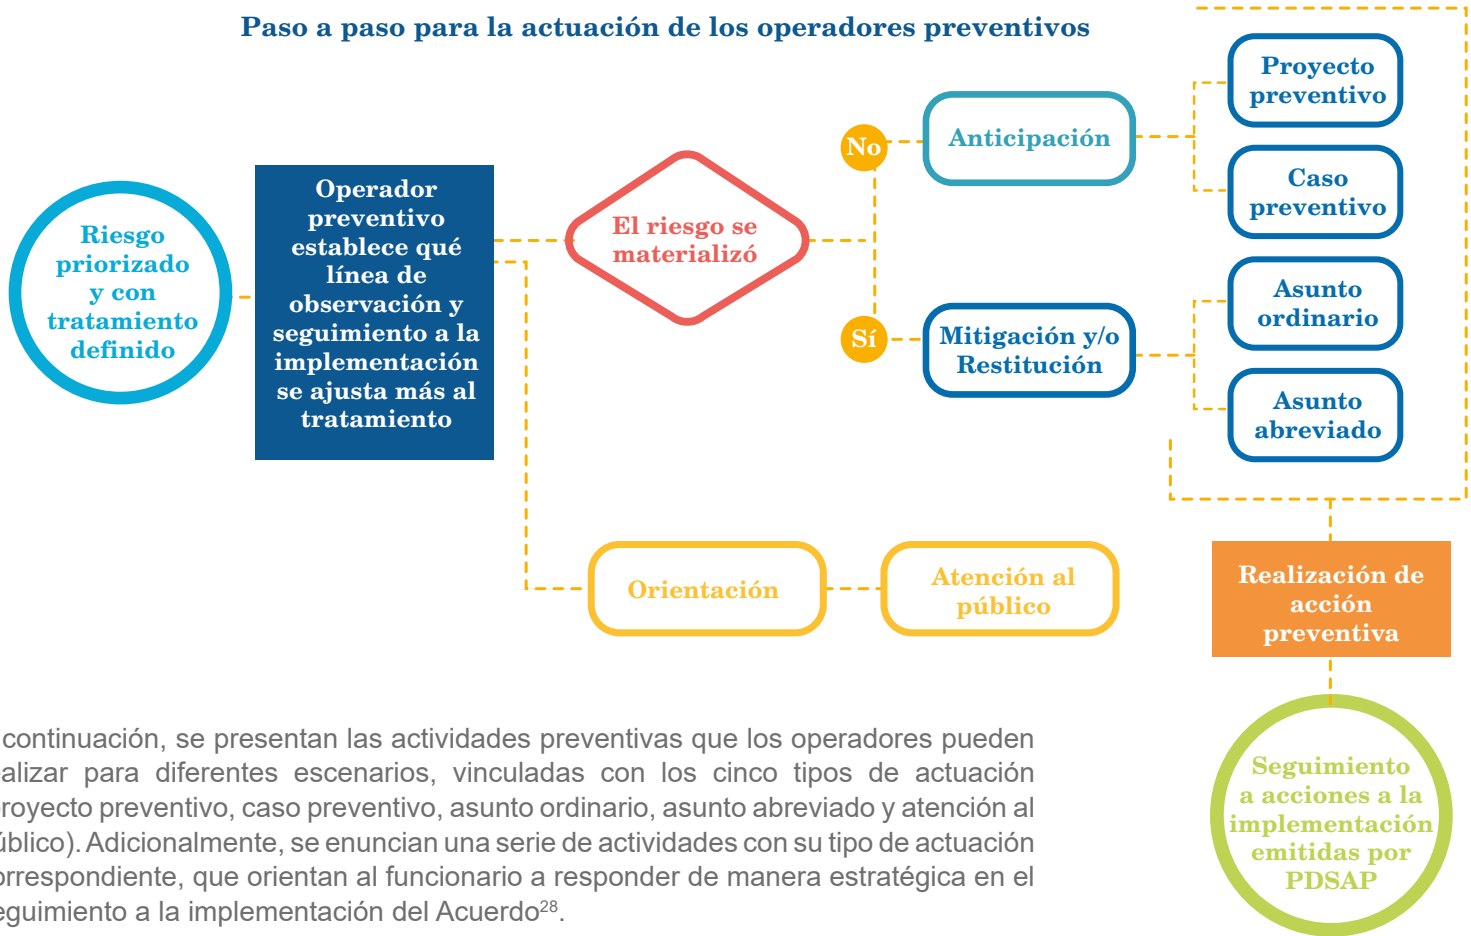 Paso a paso para la actuación de los operadores preventivos
Riesgo
priorizado
y con
tratamiento
definido
Operador
preventivo
establece qué
línea de
observación y
seguimiento a la
implementación
se ajusta más al
tratamiento
El riesgo se
materializó
No
Anticipación
Proyecto
preventivo
Caso
preventivo
Sí
Mitigación y/o
Restitución
Asunto
ordinario
Asunto
abreviado
Orientación
Atención al
público
Realización de
acción
preventiva
Seguimiento
a acciones a la
implementación
emitidas por
PDSAP
continuación, se presentan las actividades preventivas que los operadores pueden
alizar para diferentes escenarios, vinculadas con los cinco tipos de actuación
royecto preventivo, caso preventivo, asunto ordinario, asunto abreviado y atención al
úblico). Adicionalmente, se enuncian una serie de actividades con su tipo de actuación
orrespondiente, que orientan al funcionario a responder de manera estratégica en el
eguimiento a la implementación del Acuerdo²⁸.